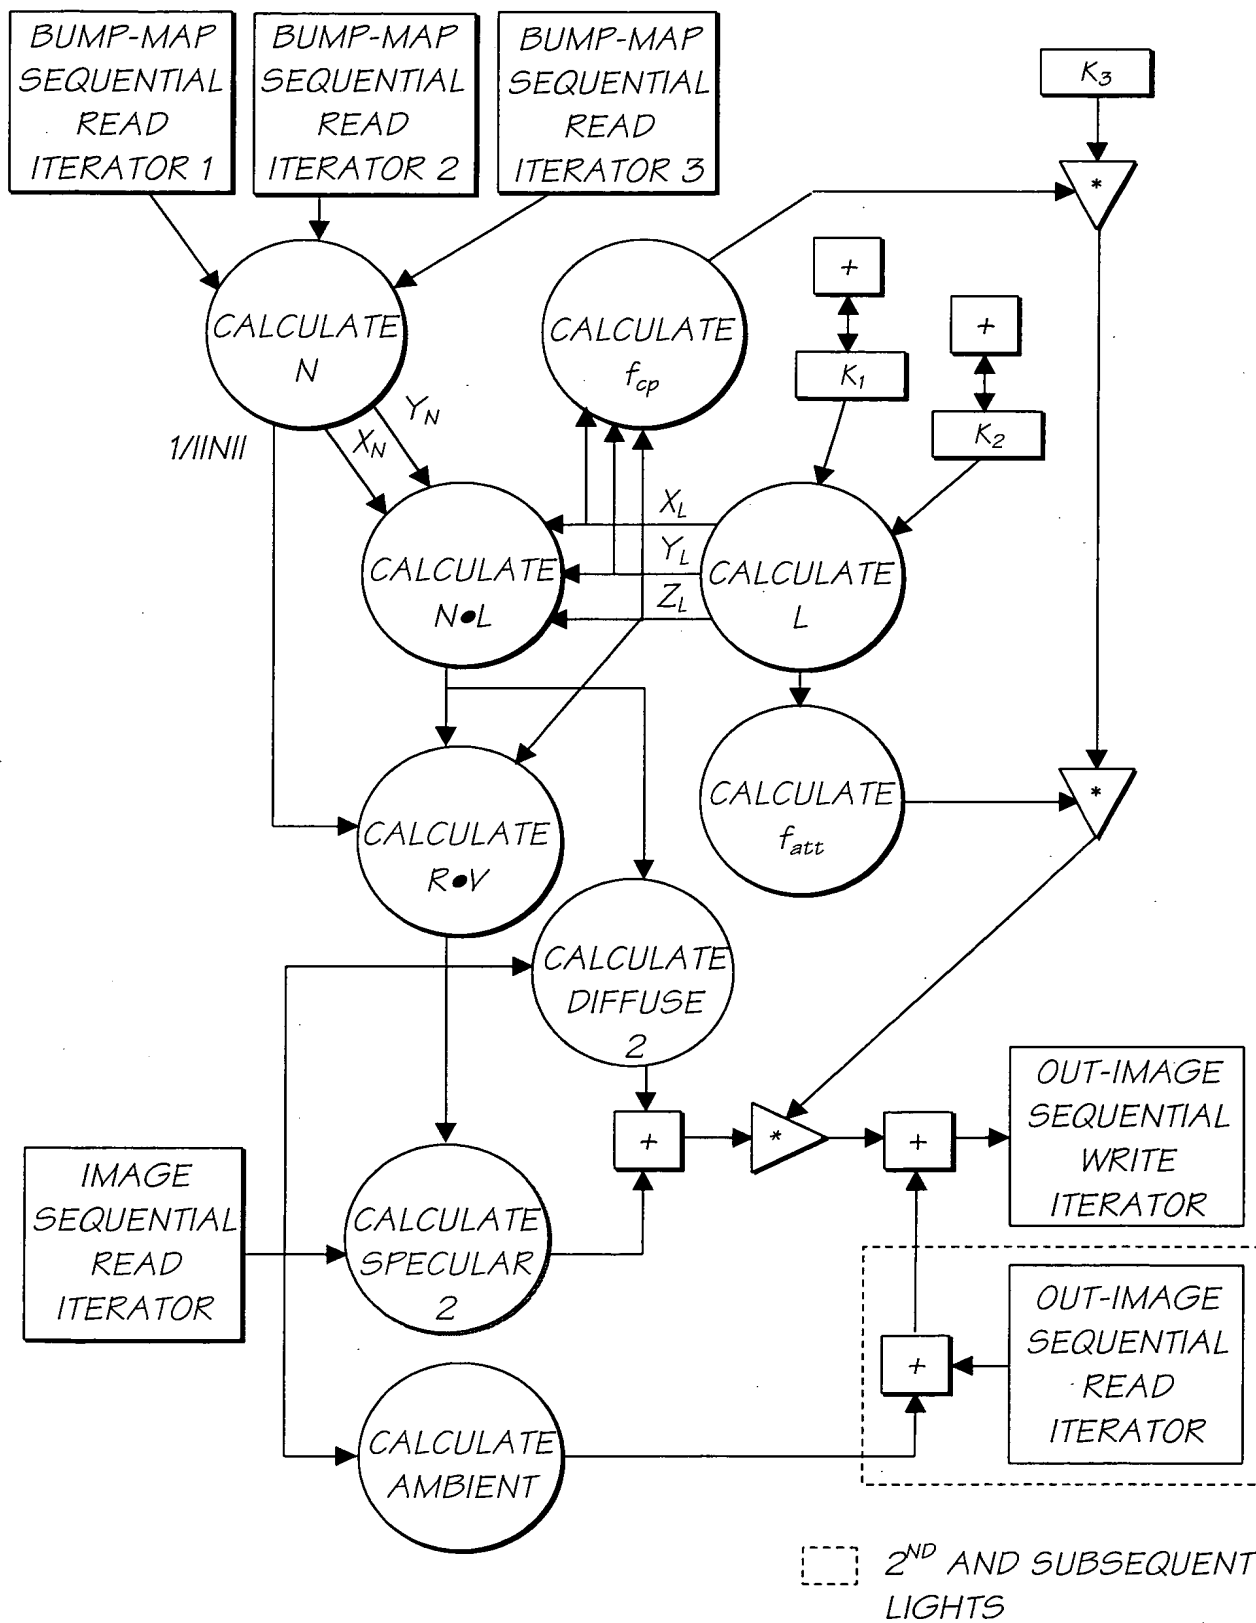 BUMP-MAP
SEQUENTIAL
READ
ITERATOR 1
BUMP-MAP
SEQUENTIAL
READ
ITERATOR 2
BUMP-MAP
SEQUENTIAL
READ
ITERATOR 3
K3
*
CALCULATE
N
CALCULATE
fcp
+
+
K1
K2
1/IINII
XN
YN
XL
YL
ZL
CALCULATE
N●L
CALCULATE
L
CALCULATE
R●V
CALCULATE
fatt
*
CALCULATE
DIFFUSE
2
+
*
+
OUT-IMAGE
SEQUENTIAL
WRITE
ITERATOR
IMAGE
SEQUENTIAL
READ
ITERATOR
CALCULATE
SPECULAR
2
+
OUT-IMAGE
SEQUENTIAL
READ
ITERATOR
CALCULATE
AMBIENT
2ND AND SUBSEQUENT
LIGHTS